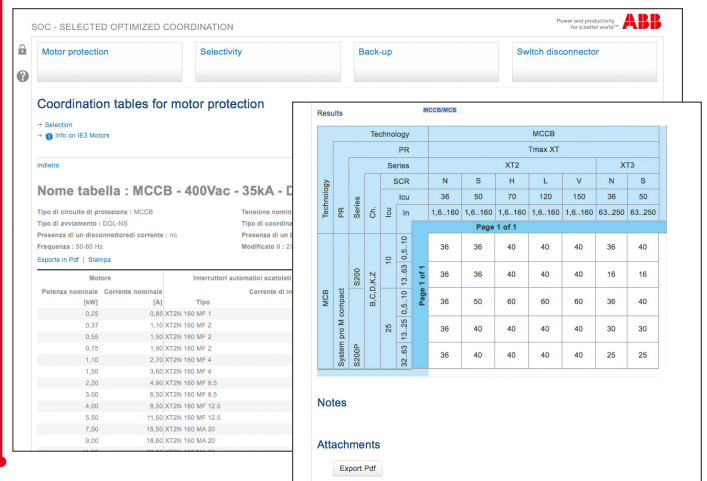 SOC - SELECTED OPTIMIZED COORDINATION
Power and productivity
for a better world™
ABB
Motor protection
Selectivity
Back-up
Switch disconnector
?
Coordination tables for motor protection
→ Selection
→ Info on IE3 Motors
Indietro
Nome tabella : MCCB - 400Vac - 35kA - D
Tipo di circuito di protezione : MCCB
Tensione nomin
Tipo di avviamento : DOL-NS
Tipo di coordina
Presenza di un disconnetteroredi corrente : no
Presenza di un
Frequenza : 50-60 Hz
Modificato il : 2
Esporta in Pdf | Stampa
Motore
Interruttori automatici scatolati
Potenza nominale
Corrente nominale
Corrente di in
[kW]
[A]
Tipo
0,25 0,85 XT2N 160 MF 1
0,37 1,10 XT2N 160 MF 2
0,55 1,50 XT2N 160 MF 2
0,75 1,90 XT2N 160 MF 2
1,10 2,70 XT2N 160 MF 4
1,50 3,60 XT2N 160 MF 4
2,20 4,90 XT2N 160 MF 8.5
3,00 6,50 XT2N 160 MF 8.5
4,00 8,50 XT2N 160 MF 12.5
5,50 11,50 XT2N 160 MF 12.5
7,50 15,50 XT2N 160 MA 20
9,00 18,60 XT2N 160 MA 20
Results
MCCB/MCB
Technology MCCB
PR Tmax XT
Series XT2 XT3
SCR N S H L V N S
Icu 36 50 70 120 150 36 50
Technology PR Series Ch. Icu In 1,6..160 1,6..160 1,6..160 1,6..160 1,6..160 63..250 63..250
Page 1 of 1
Page 1 of 1
MCB
System pro M compact
S200
S200P
B,C,D,K,Z
10
25
0,5..10 36 36 40 40 40 36 40
13..63 36 36 40 40 40 16 16
0,5..10 36 50 60 60 60 36 40
13..25 36 40 40 40 40 30 30
32..63 36 40 40 40 40 25 25
Notes
Attachments
Export Pdf